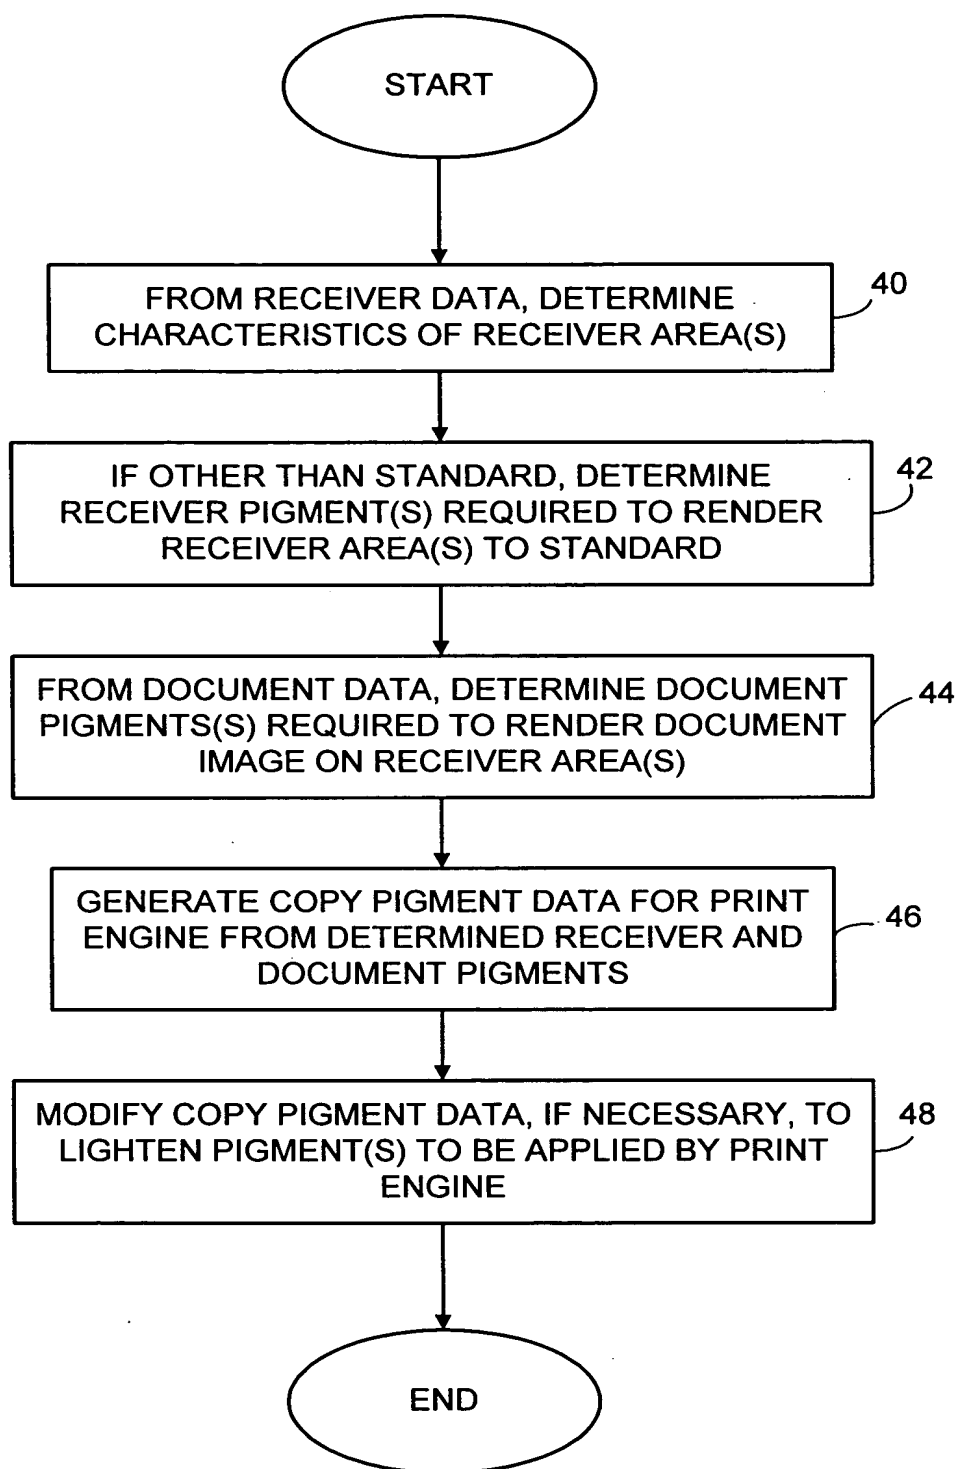 START
FROM RECEIVER DATA, DETERMINE
CHARACTERISTICS OF RECEIVER AREA(S)
40
IF OTHER THAN STANDARD, DETERMINE
RECEIVER PIGMENT(S) REQUIRED TO RENDER
RECEIVER AREA(S) TO STANDARD
42
FROM DOCUMENT DATA, DETERMINE DOCUMENT
PIGMENTS(S) REQUIRED TO RENDER DOCUMENT
IMAGE ON RECEIVER AREA(S)
44
GENERATE COPY PIGMENT DATA FOR PRINT
ENGINE FROM DETERMINED RECEIVER AND
DOCUMENT PIGMENTS
46
MODIFY COPY PIGMENT DATA, IF NECESSARY, TO
LIGHTEN PIGMENT(S) TO BE APPLIED BY PRINT
ENGINE
48
END